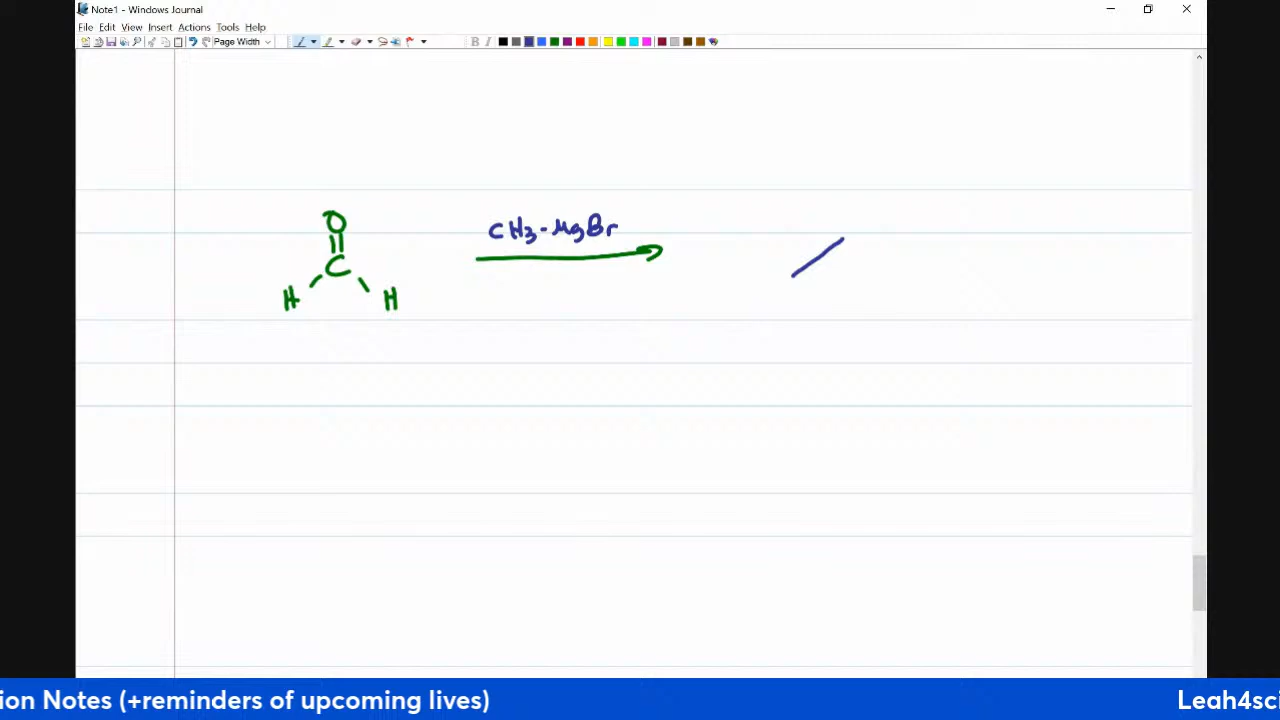 Note1 - Windows Journal
File Edit View Insert Actions Tools Help
Page Width B I
CH3-MgBr
O
C
H H
ion Notes (+reminders of upcoming lives) Leah4sci